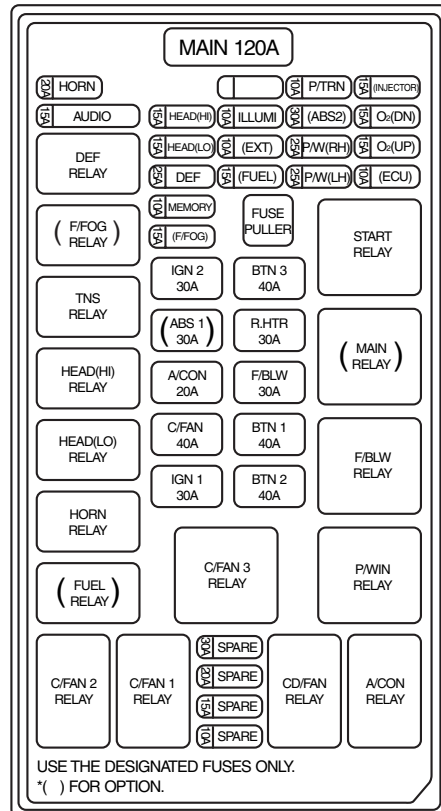 MAIN 120A
20A HORN
10A P/TRN
15A (INJECTOR)
15A AUDIO
15A HEAD(HI)
10A ILLUMI
30A (ABS2)
15A O2(DN)
15A HEAD(LO)
10A (EXT)
25A P/W(RH)
15A O2(UP)
25A DEF
15A (FUEL)
25A P/W(LH)
10A (ECU)
DEF
RELAY
10A MEMORY
15A (F/FOG)
FUSE
PULLER
START
RELAY
( F/FOG
RELAY )
IGN 2
30A
BTN 3
40A
TNS
RELAY
(ABS 1
30A)
R.HTR
30A
( MAIN
RELAY )
HEAD(HI)
RELAY
A/CON
20A
F/BLW
30A
HEAD(LO)
RELAY
C/FAN
40A
BTN 1
40A
F/BLW
RELAY
IGN 1
30A
BTN 2
40A
HORN
RELAY
C/FAN 3
RELAY
P/WIN
RELAY
( FUEL
RELAY )
C/FAN 2
RELAY
C/FAN 1
RELAY
30A SPARE
20A SPARE
15A SPARE
10A SPARE
CD/FAN
RELAY
A/CON
RELAY
USE THE DESIGNATED FUSES ONLY.
*( ) FOR OPTION.